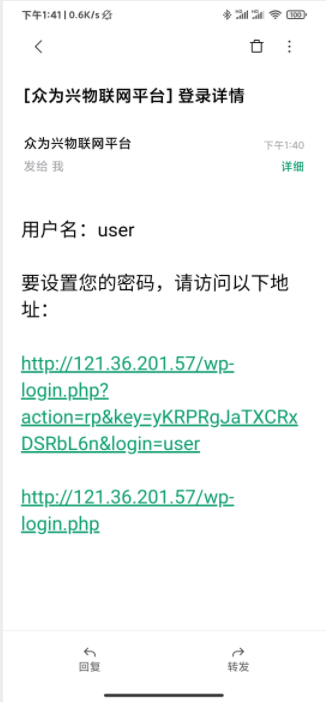 下午1:41 | 0.6K/s
100
[众为兴物联网平台] 登录详情
众为兴物联网平台
下午1:40
发给 我
详细
用户名：user
要设置您的密码，请访问以下地
址：
http://121.36.201.57/wp-
login.php?
action=rp&key=yKRPRgJaTXCRx
DSRbL6n&login=user
http://121.36.201.57/wp-
login.php
回复
转发